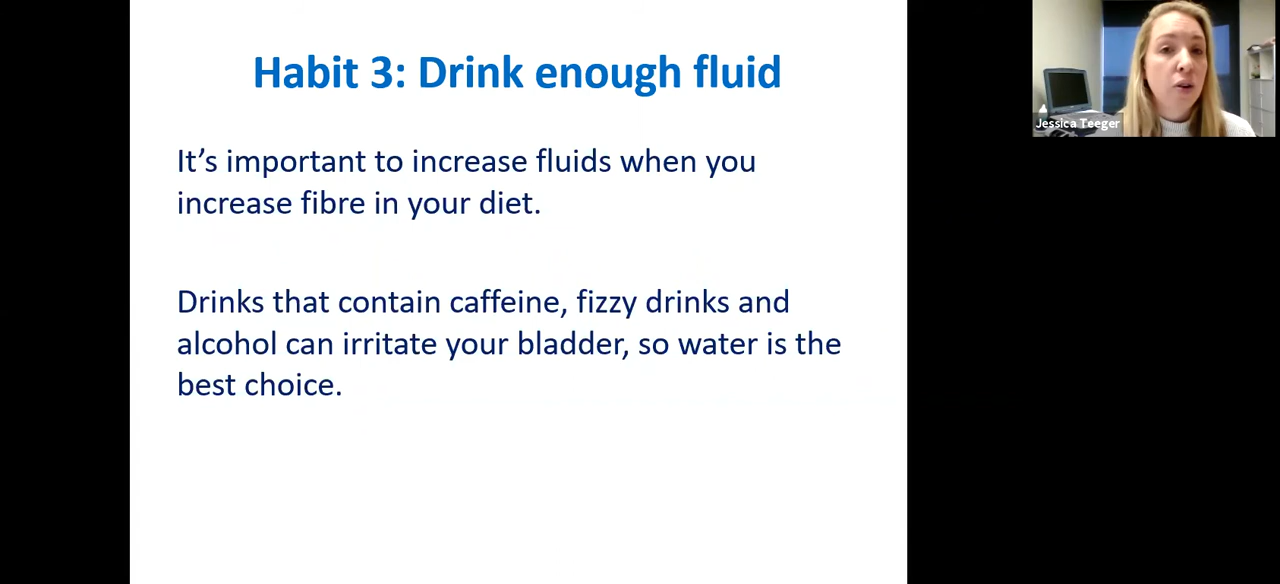 Habit 3: Drink enough fluid
It’s important to increase fluids when you
increase fibre in your diet.
Drinks that contain caffeine, fizzy drinks and
alcohol can irritate your bladder, so water is the
best choice.
Jessica Teeger